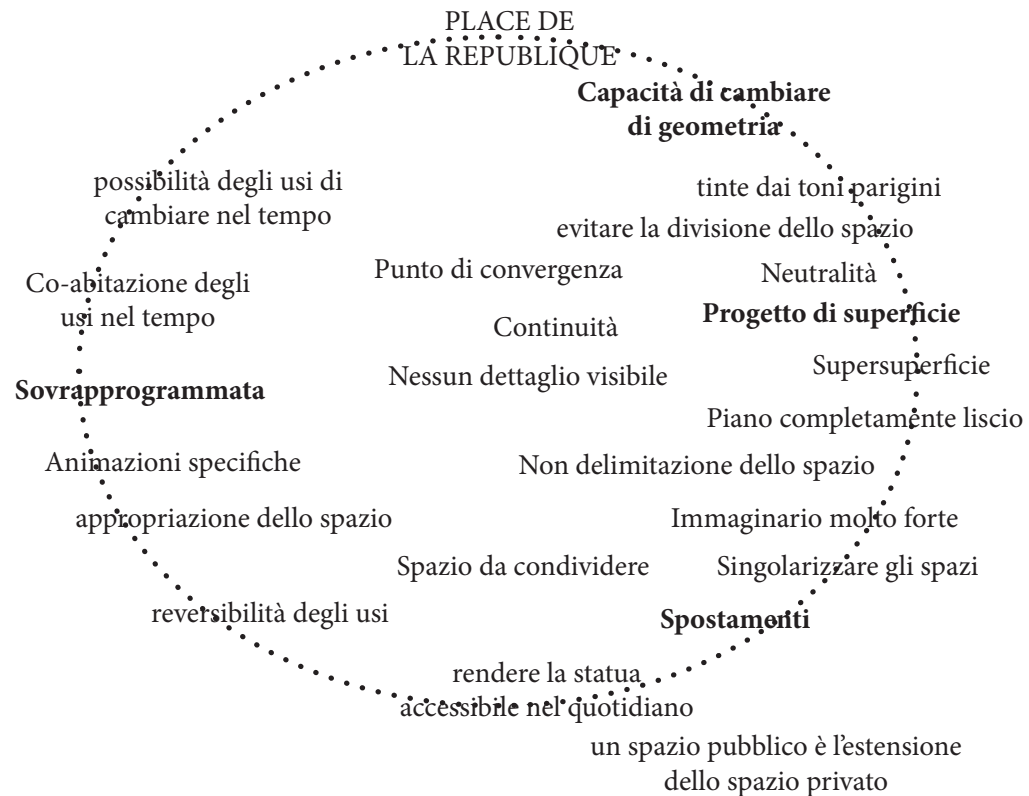 PLACE DE
LA REPUBLIQUE
Capacità di cambiare
di geometria
possibilità degli usi di
cambiare nel tempo
tinte dai toni parigini
evitare la divisione dello spazio
Punto di convergenza
Neutralità
Co-abitazione degli
usi nel tempo
Progetto di superficie
Continuità
Supersuperficie
Nessun dettaglio visibile
Sovrapprogrammata
Piano completamente liscio
Animazioni specifiche
Non delimitazione dello spazio
appropriazione dello spazio
Immaginario molto forte
Spazio da condividere
Singolarizzare gli spazi
reversibilità degli usi
Spostamenti
rendere la statua
accessibile nel quotidiano
un spazio pubblico è l'estensione
dello spazio privato